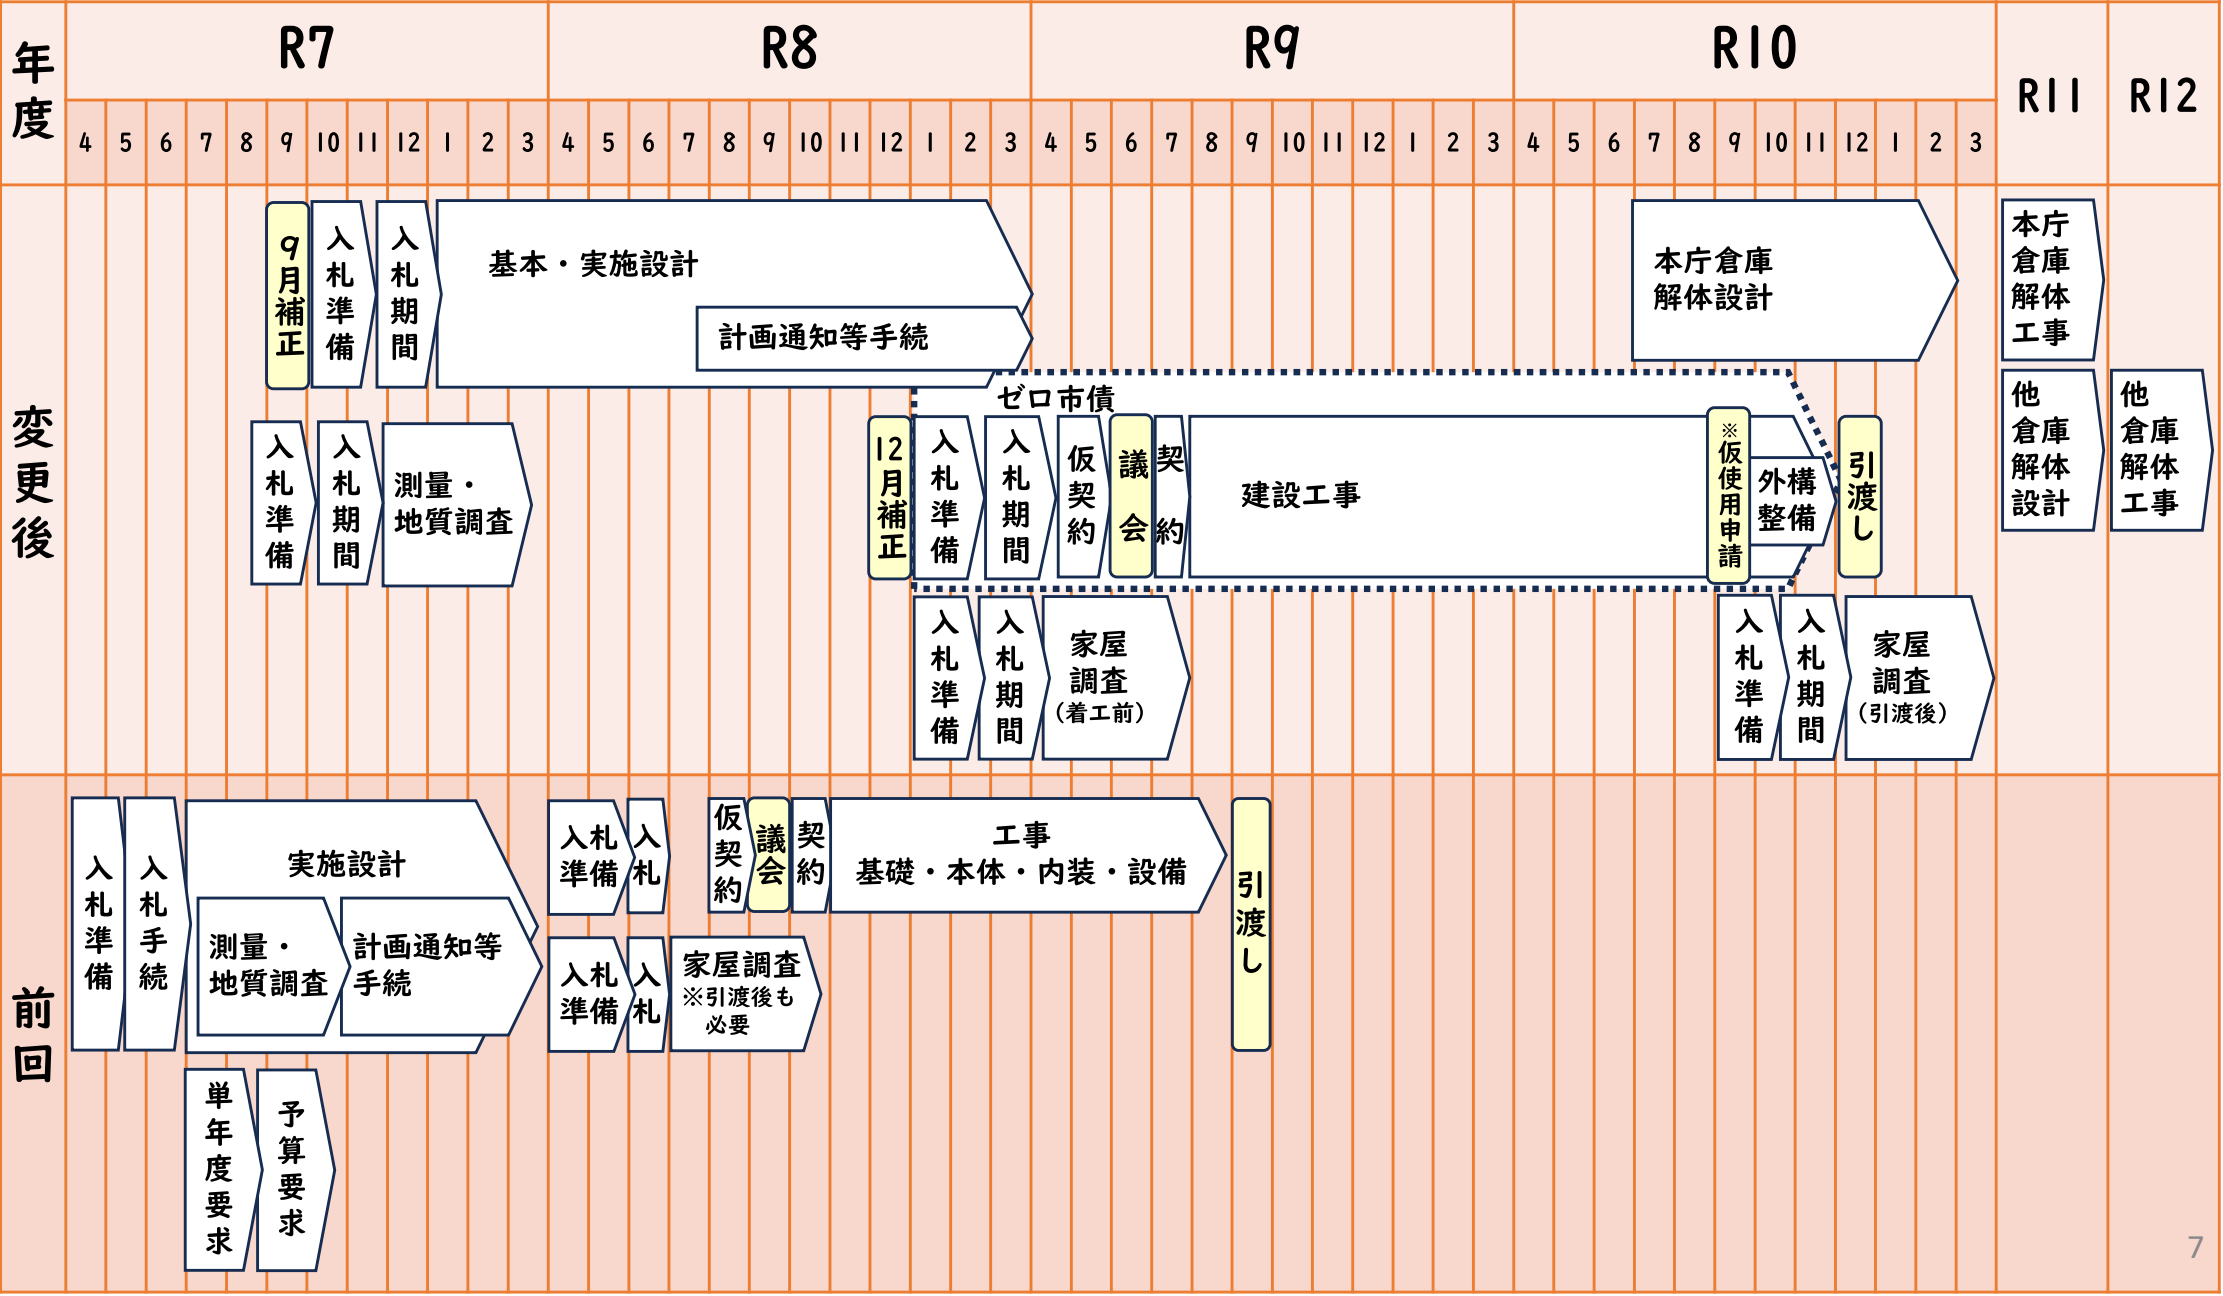 年度
R7
R8
R9
R10
R11
R12
4 5 6 7 8 9 10 11 12 1 2 3 4 5 6 7 8 9 10 11 12 1 2 3 4 5 6 7 8 9 10 11 12 1 2 3 4 5 6 7 8 9 10 11 12 1 2 3
変更後
9月補正
入札準備
入札期間
基本・実施設計
計画通知等手続
本庁倉庫
解体設計
本庁
倉庫
解体
工事
入札準備
入札期間
測量・
地質調査
ゼロ市債
12月補正
入札準備
入札期間
仮契約
議会
契約
建設工事
※仮使用申請
外構
整備
引渡し
他
倉庫
解体
設計
他
倉庫
解体
工事
入札準備
入札期間
家屋
調査
(着工前)
入札準備
入札期間
家屋
調査
(引渡後)
前回
入札準備
入札手続
実施設計
測量・
地質調査
計画通知等
手続
入札
準備
入札
仮契約
議会
契約
工事
基礎・本体・内装・設備
引渡し
入札
準備
入札
家屋調査
※引渡後も
必要
単年度要求
予算要求
7